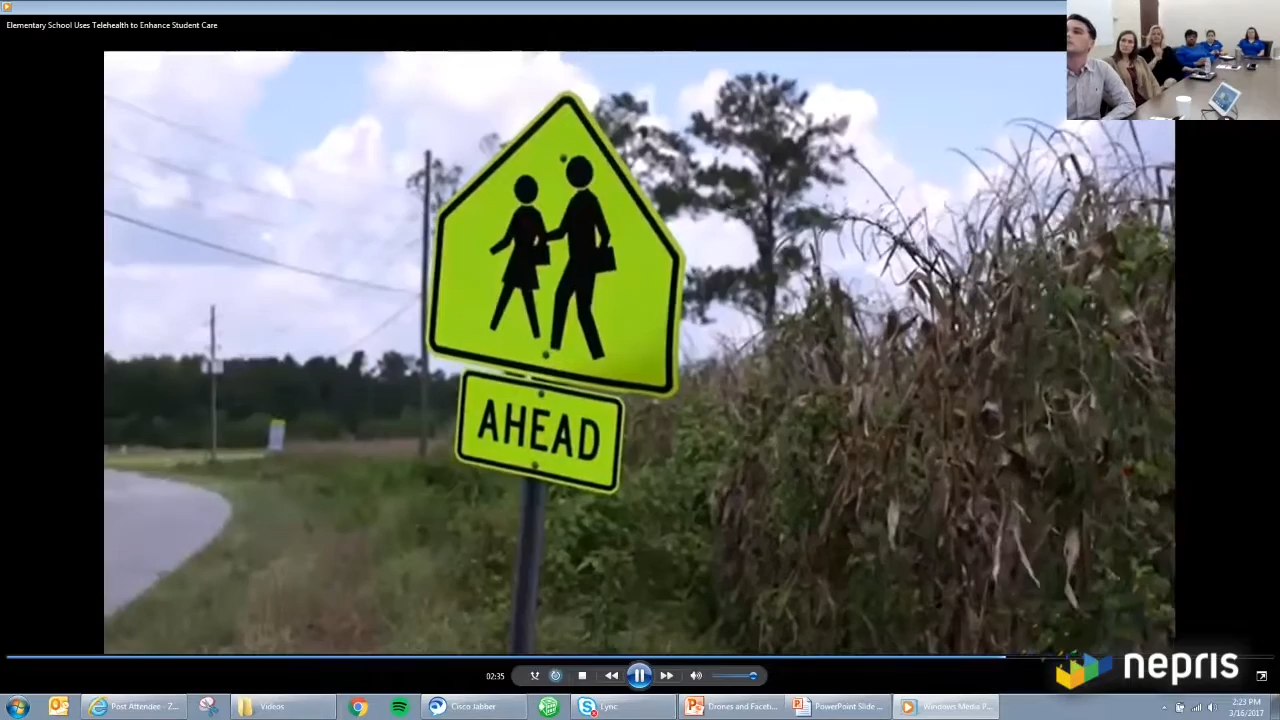 Elementary School Uses Telehealth to Enhance Student Care
AHEAD
02:35
nepris
Post Attendee - Z...
Videos
Cisco Jabber
Lync
Drones and Faceb...
PowerPoint Slide ...
Windows Media P...
2:23 PM
3/16/2017